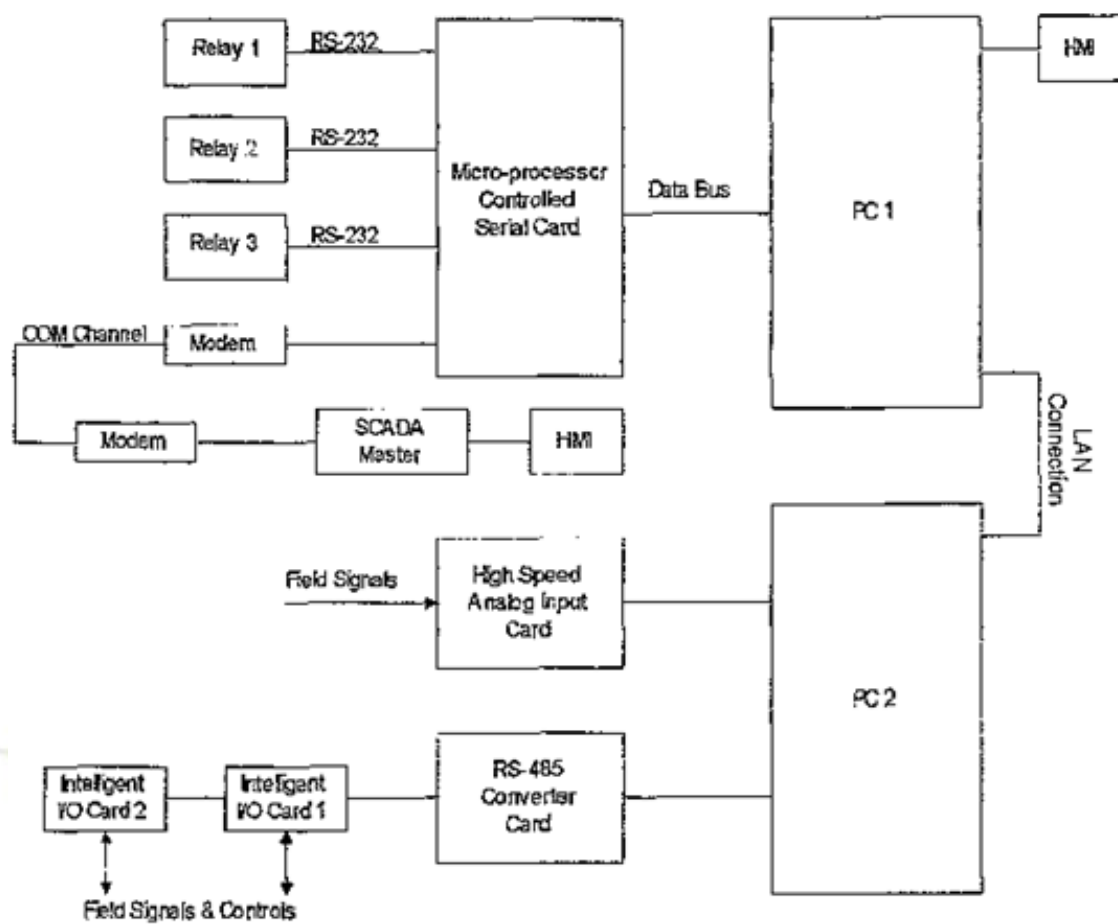 Relay 1
RS-232
Relay 2
RS-232
Relay 3
RS-232
Micro-processor
Controlled
Serial Card
Data Bus
PC 1
HMI
COM Channel
Modem
Modem
SCADA
Master
HMI
LAN
Connection
Field Signals
High Speed
Analog Input
Card
PC 2
Intelligent
I/O Card 2
Intelligent
I/O Card 1
RS-485
Converter
Card
Field Signals & Controls